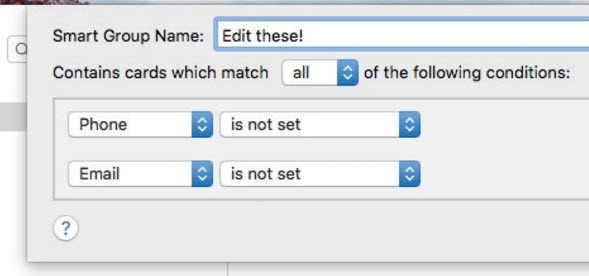 Smart Group Name: Edit these!
Contains cards which match all of the following conditions:
Phone is not set
Email is not set
?